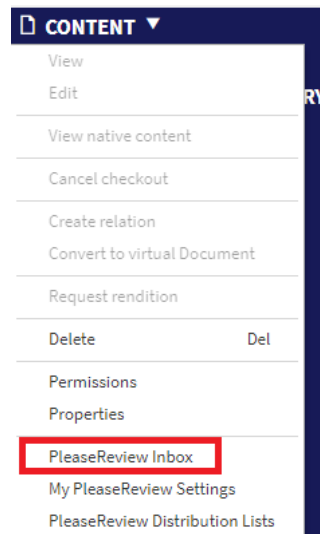 CONTENT ▼
View
Edit
RY
View native content
Cancel checkout
Create relation
Convert to virtual Document
Request rendition
Delete Del
Permissions
Properties
PleaseReview Inbox
My PleaseReview Settings
PleaseReview Distribution Lists